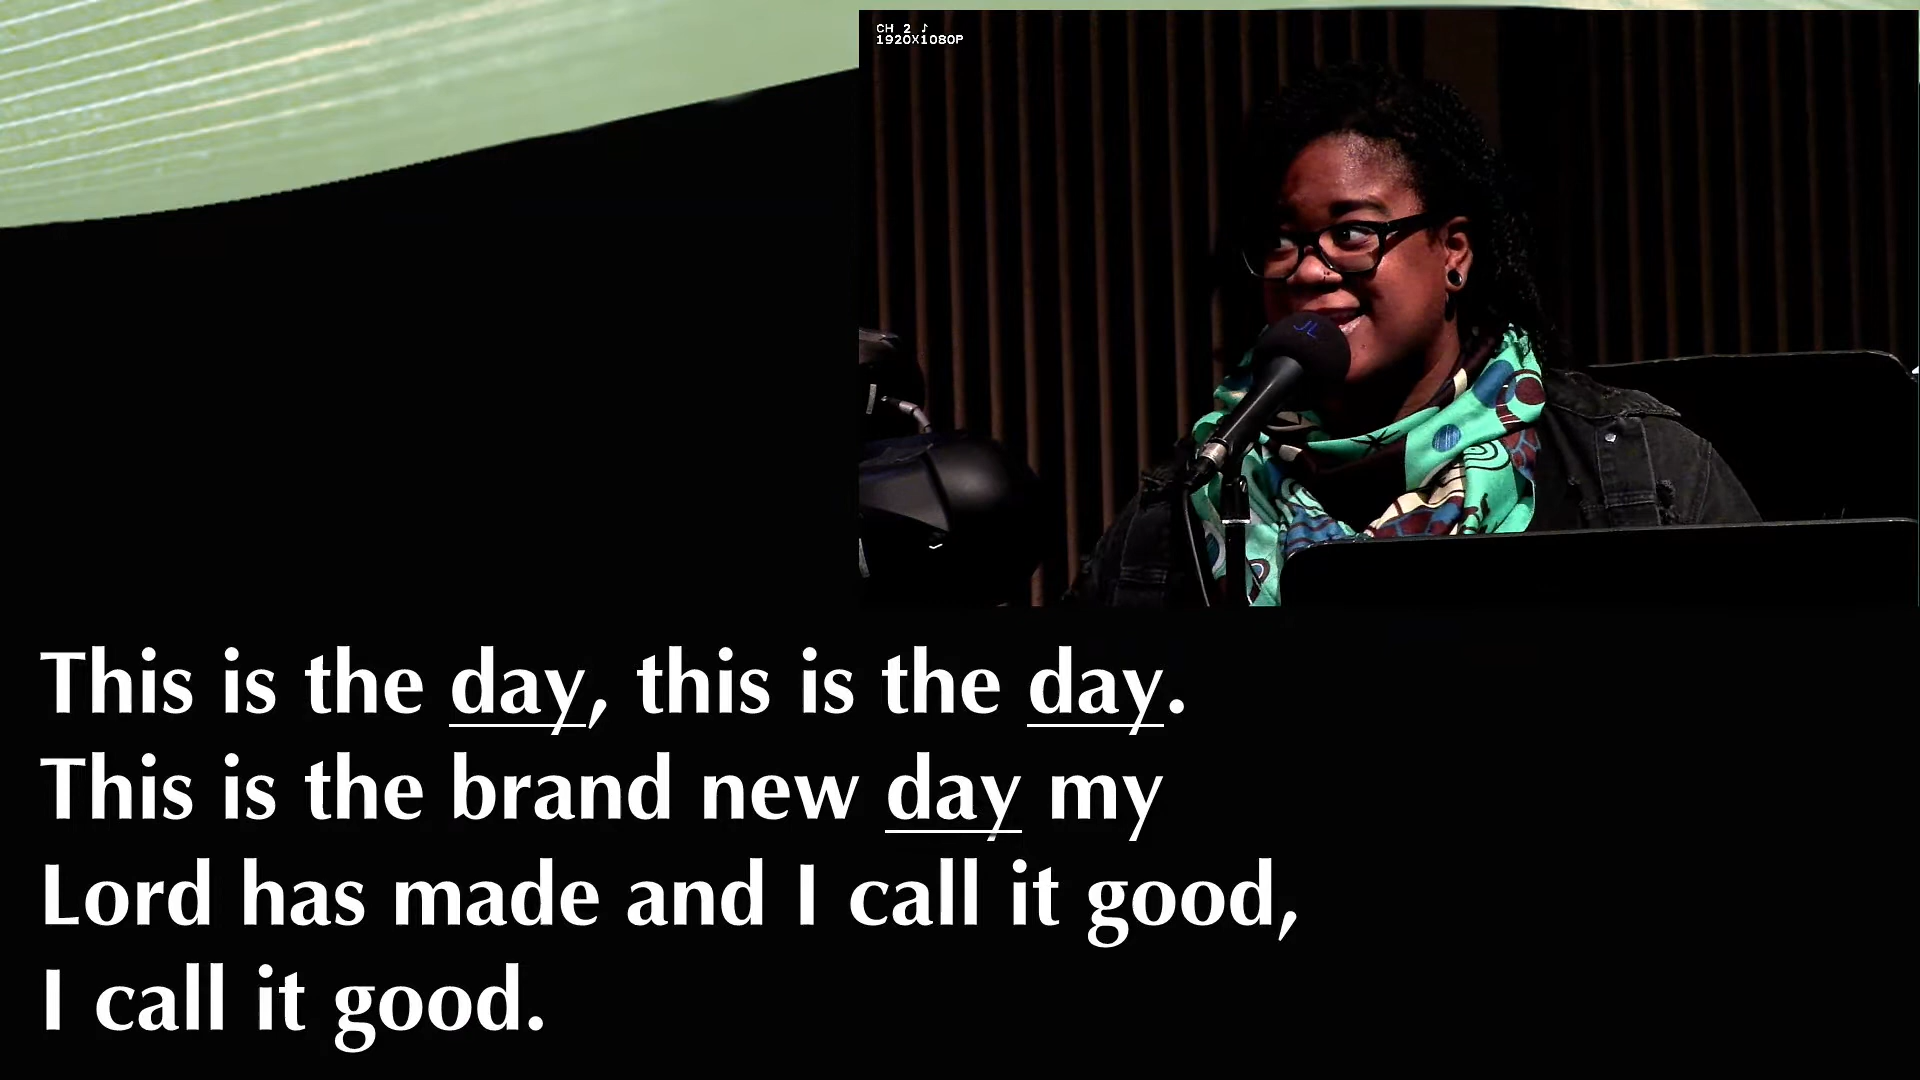 CH 2 ♪
1920X1080P
JL
This is the day, this is the day.
This is the brand new day my
Lord has made and I call it good,
I call it good.